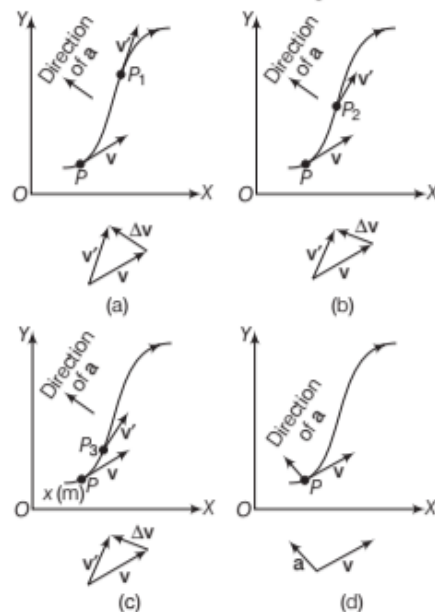 Y
Direction
of a
v′
P₁
P
v
O
X
v′
Δv
v
(a)
Y
Direction
of a
v′
P₂
P
v
O
X
v′
Δv
v
(b)
Y
Direction
of a
P₃
v′
v
P
x (m)
O
X
v′
Δv
v
(c)
Y
Direction
of a
P
v
O
X
a
v
(d)